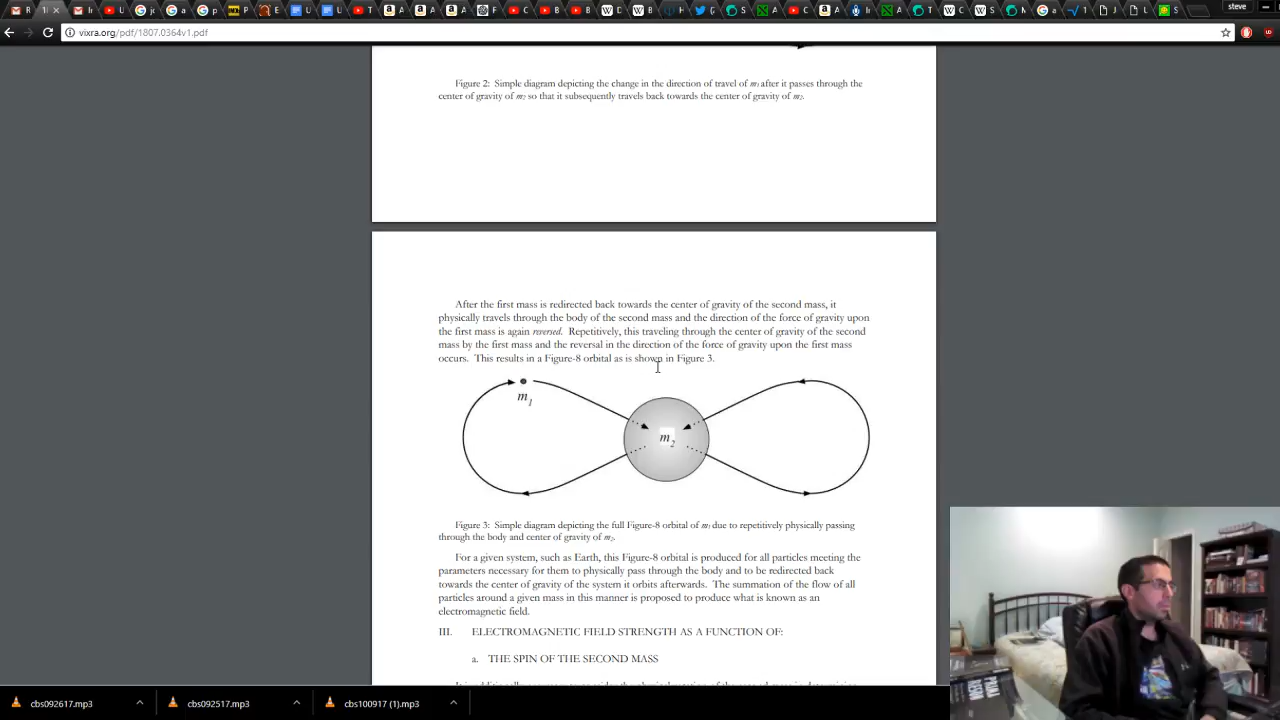 steve
vixra.org/pdf/1807.0364v1.pdf
Figure 2: Simple diagram depicting the change in the direction of travel of m1 after it passes through the
center of gravity of m2 so that it subsequently travels back towards the center of gravity of m2.
After the first mass is redirected back towards the center of gravity of the second mass, it
physically travels through the body of the second mass and the direction of the force of gravity upon
the first mass is again reversed. Repetitively, this traveling through the center of gravity of the second
mass by the first mass and the reversal in the direction of the force of gravity upon the first mass
occurs. This results in a Figure-8 orbital as is shown in Figure 3.
m1
m2
Figure 3: Simple diagram depicting the full Figure-8 orbital of m1 due to repetitively physically passing
through the body and center of gravity of m2.
For a given system, such as Earth, this Figure-8 orbital is produced for all particles meeting the
parameters necessary for them to physically pass through the body and to be redirected back
towards the center of gravity of the system it orbits afterwards. The summation of the flow of all
particles around a given mass in this manner is proposed to produce what is known as an
electromagnetic field.
III. ELECTROMAGNETIC FIELD STRENGTH AS A FUNCTION OF:
a. THE SPIN OF THE SECOND MASS
cbs092617.mp3
cbs092517.mp3
cbs100917 (1).mp3